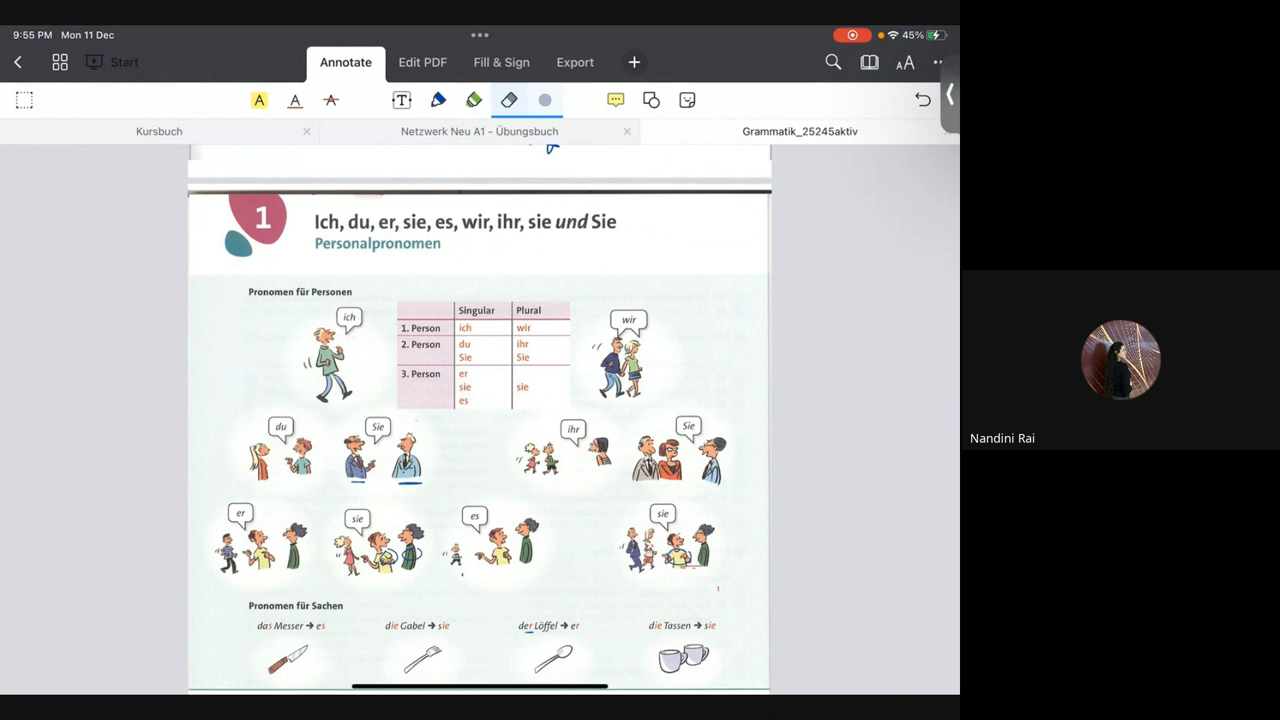 9:55 PM Mon 11 Dec
45%
Start
Annotate
Edit PDF
Fill & Sign
Export
A
A
A
T
AA
Kursbuch
Netzwerk Neu A1 - Übungsbuch
Grammatik_25245aktiv
1
Ich, du, er, sie, es, wir, ihr, sie und Sie
Personalpronomen
Pronomen für Personen
ich
Singular Plural
1. Person ich wir
2. Person du ihr
Sie Sie
3. Person er
sie sie
es
wir
du
Sie
ihr
Sie
er
sie
es
sie
Pronomen für Sachen
das Messer → es
die Gabel → sie
der Löffel → er
die Tassen → sie
Nandini Rai